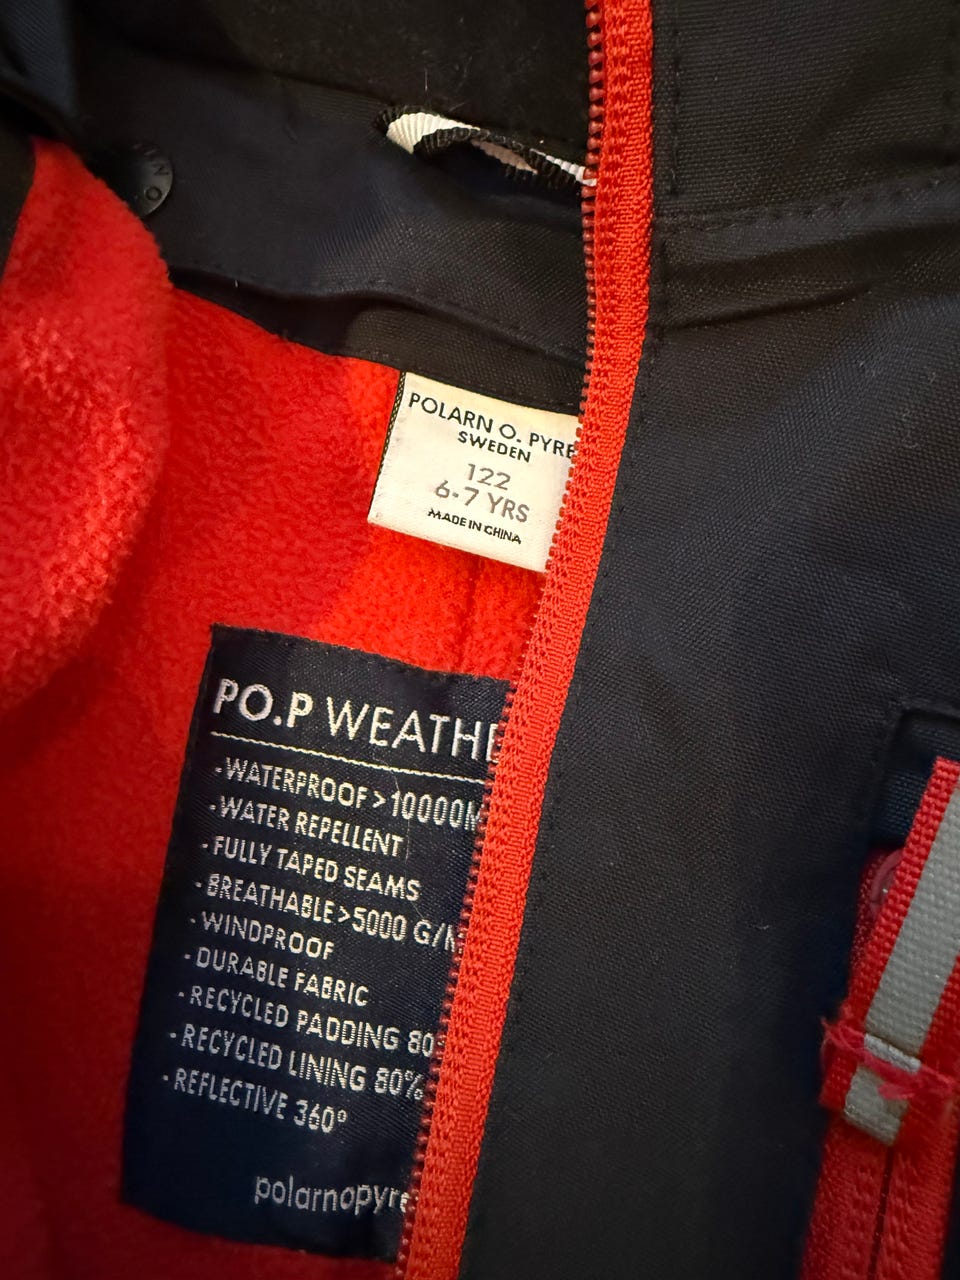 POLARN O. PYRE
SWEDEN
122
6-7 YRS
MADE IN CHINA
PO.P WEATHE
-WATERPROOF>10000M
-WATER REPELLENT
-FULLY TAPED SEAMS
-BREATHABLE>5000 G/M
-WINDPROOF
-DURABLE FABRIC
-RECYCLED PADDING 80
-RECYCLED LINING 80%
-REFLECTIVE 360°
polarnopyre